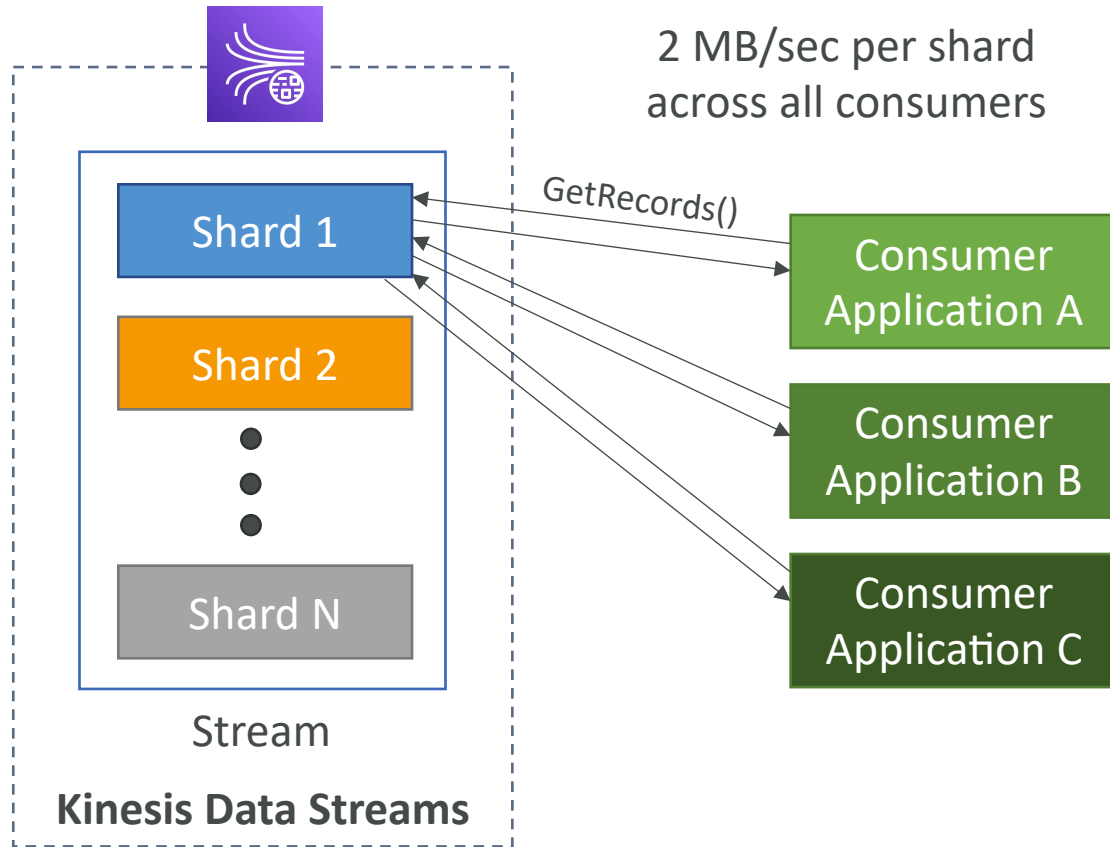 2 MB/sec per shard
across all consumers
GetRecords()
Shard 1
Shard 2
Shard N
Stream
Kinesis Data Streams
Consumer
Application A
Consumer
Application B
Consumer
Application C